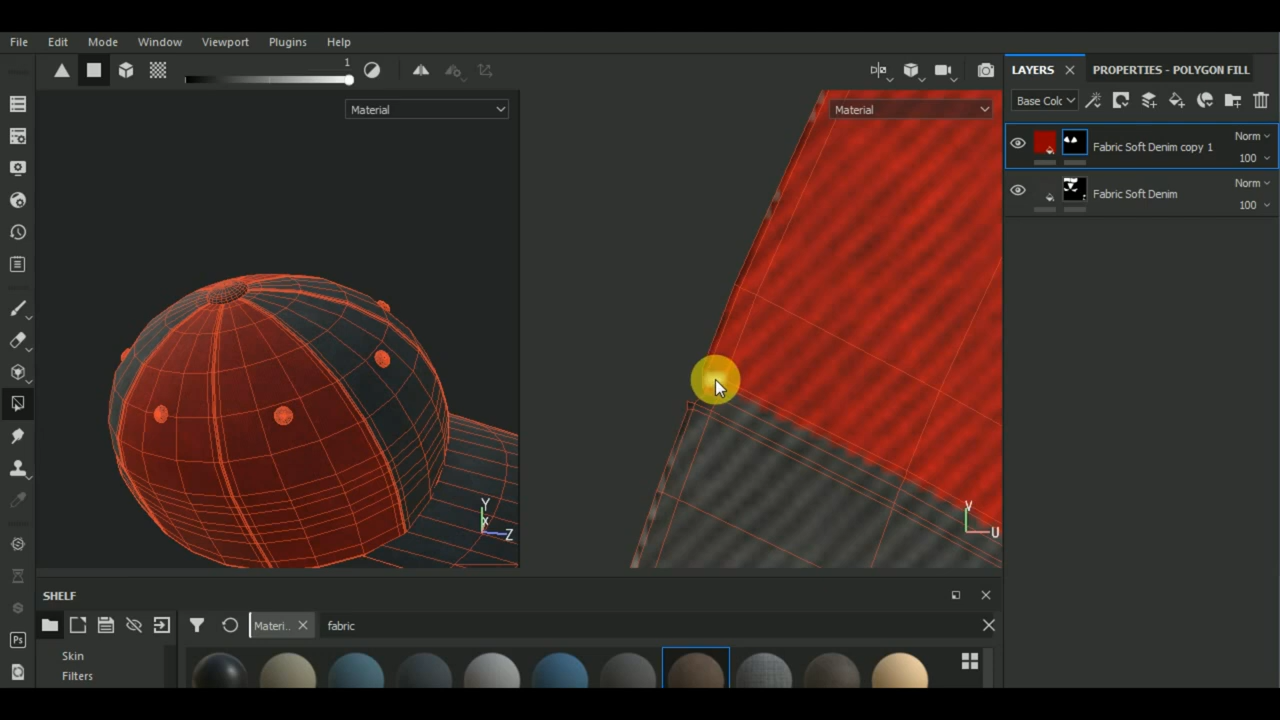 File Edit Mode Window Viewport Plugins Help
1
LAYERS PROPERTIES - POLYGON FILL
Material
Material
Base Colc
Norm
Fabric Soft Denim copy 1
100
Norm
Fabric Soft Denim
100
Y
X
Z
V
U
SHELF
Materi..
fabric
Ps
Skin
Filters